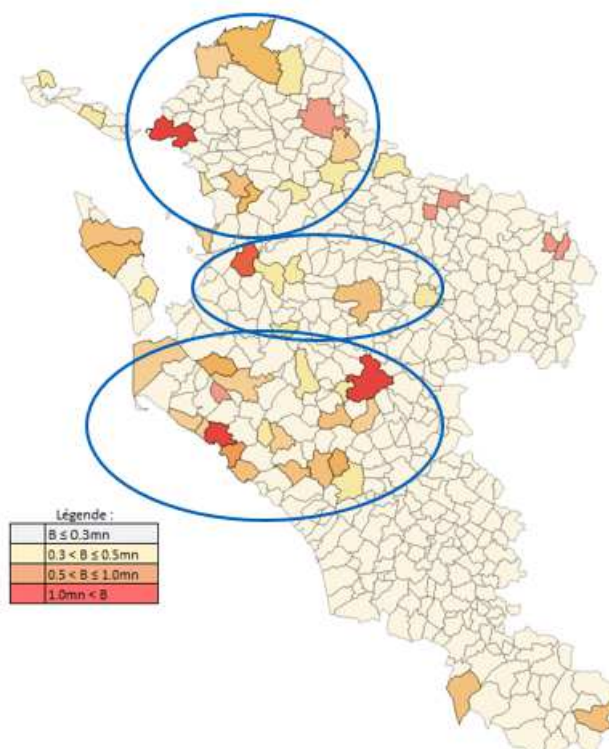 Légende :
B ≤ 0.3mn
0.3 < B ≤ 0.5mn
0.5 < B ≤ 1.0mn
1.0mn < B